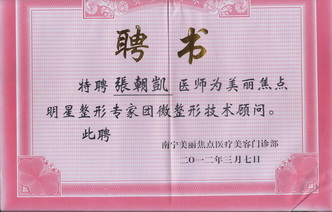 聘书
特聘 張朝凱 医师为美丽焦点
明星整形专家团微整形技术顾问。
此聘
南宁美丽焦点医疗美容门诊部
二〇一二年三月七日